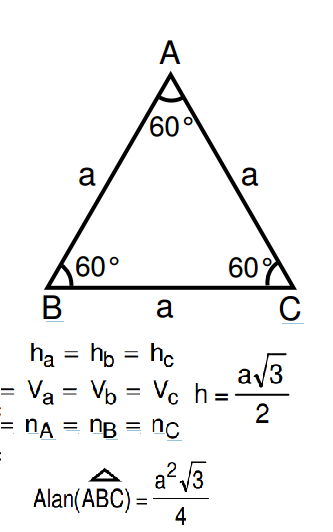 A
60°
a a
60° 60°
B a C
hₐ = h_b = h_c
= Vₐ = V_b = V_c h = a√3/2
= n_A = n_B = n_C
Alan(ABC) = a²√3/4